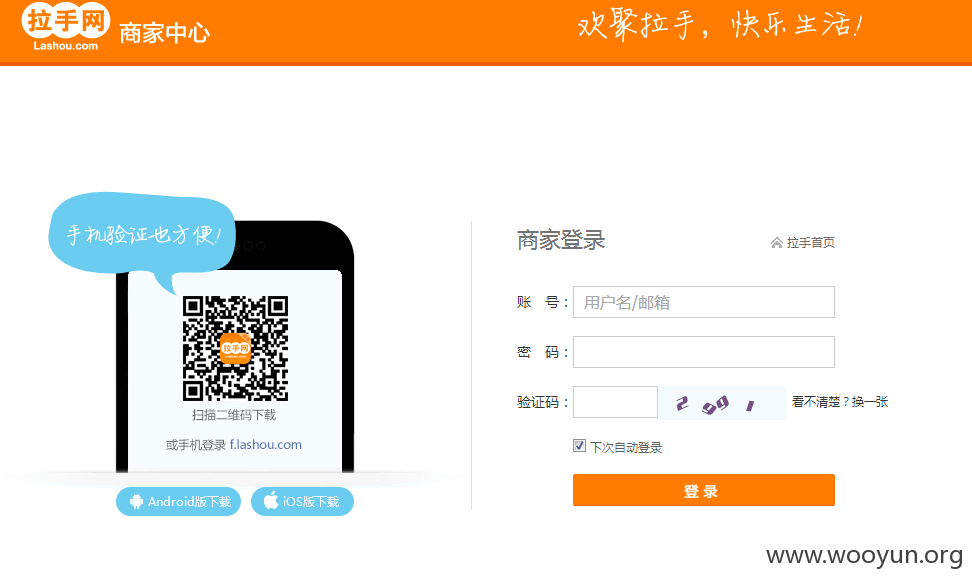 拉手网
Lashou.com
商家中心
欢聚拉手，快乐生活!
手机验证也方便!
拉手网
Lashou.com
扫描二维码下载
或手机登录 f.lashou.com
Android版下载
iOS版下载
商家登录
拉手首页
账 号：
用户名/邮箱
密 码：
验证码：
看不清楚？换一张
下次自动登录
登 录
www.wooyun.org